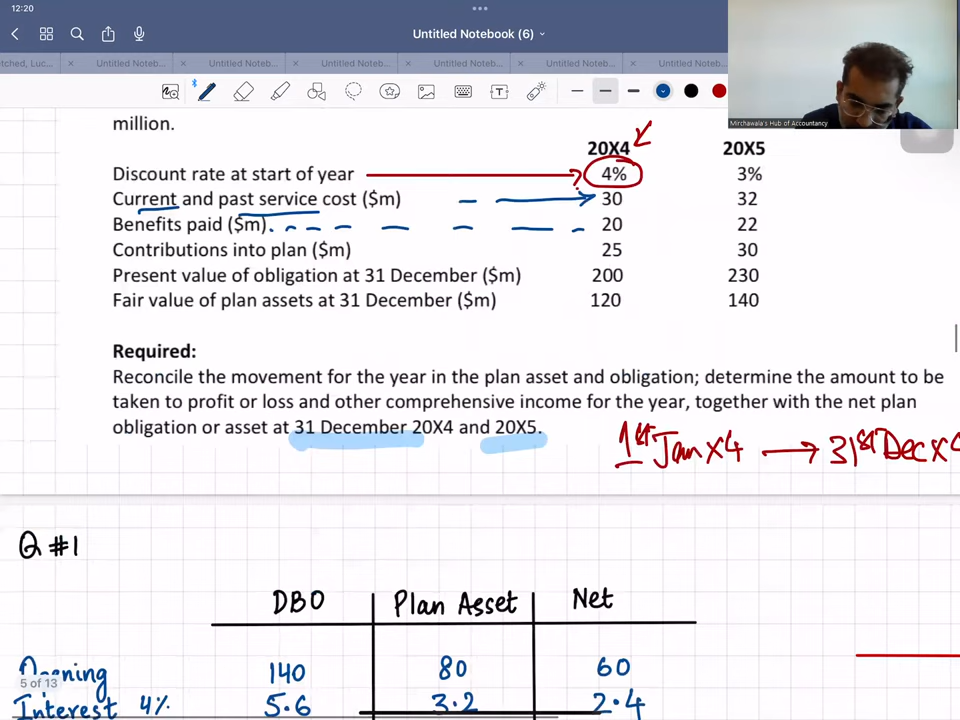 12:20
Untitled Notebook (6)
etched, Luc...
Untitled Noteb...
Untitled Noteb...
Untitled Noteb...
Untitled Noteb...
Untitled Noteb...
Untitled Noteb
Mirchawala's Hub of Accountancy
million.
20X4 20X5
Discount rate at start of year 4% 3%
Current and past service cost ($m) 30 32
Benefits paid ($m) 20 22
Contributions into plan ($m) 25 30
Present value of obligation at 31 December ($m) 200 230
Fair value of plan assets at 31 December ($m) 120 140
Required:
Reconcile the movement for the year in the plan asset and obligation; determine the amount to be
taken to profit or loss and other comprehensive income for the year, together with the net plan
obligation or asset at 31 December 20X4 and 20X5.
1st Jan x4 → 31st Dec x4
Q #1
DBO Plan Asset Net
Opening 140 80 60
5 of 13
Interest 4% 5.6 3.2 2.4